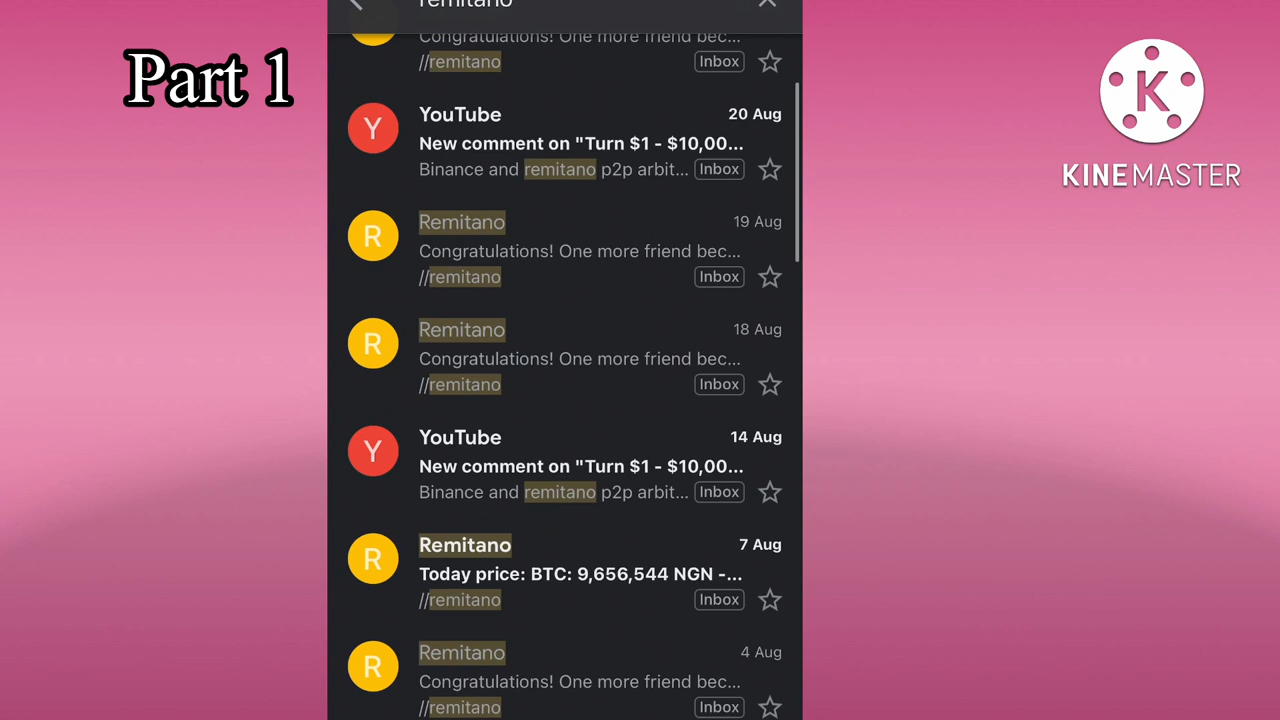 remitano
Part 1
KINEMASTER
Congratulations! One more friend bec...
//remitano
Inbox
Y
YouTube
20 Aug
New comment on "Turn $1 - $10,00...
Binance and remitano p2p arbit...
Inbox
R
Remitano
19 Aug
Congratulations! One more friend bec...
//remitano
Inbox
R
Remitano
18 Aug
Congratulations! One more friend bec...
//remitano
Inbox
Y
YouTube
14 Aug
New comment on "Turn $1 - $10,00...
Binance and remitano p2p arbit...
Inbox
R
Remitano
7 Aug
Today price: BTC: 9,656,544 NGN -...
//remitano
Inbox
R
Remitano
4 Aug
Congratulations! One more friend bec...
//remitano
Inbox
K